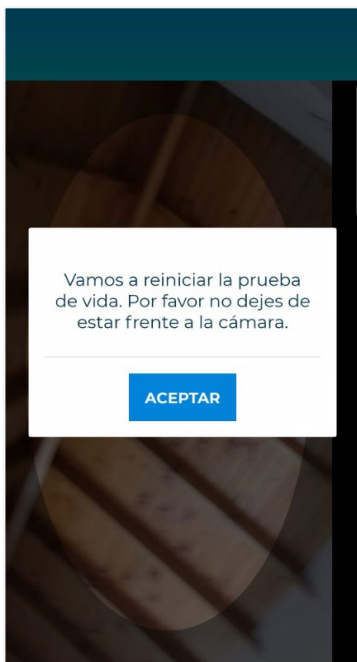 Vamos a reiniciar la prueba
de vida. Por favor no dejes de
estar frente a la cámara.
ACEPTAR